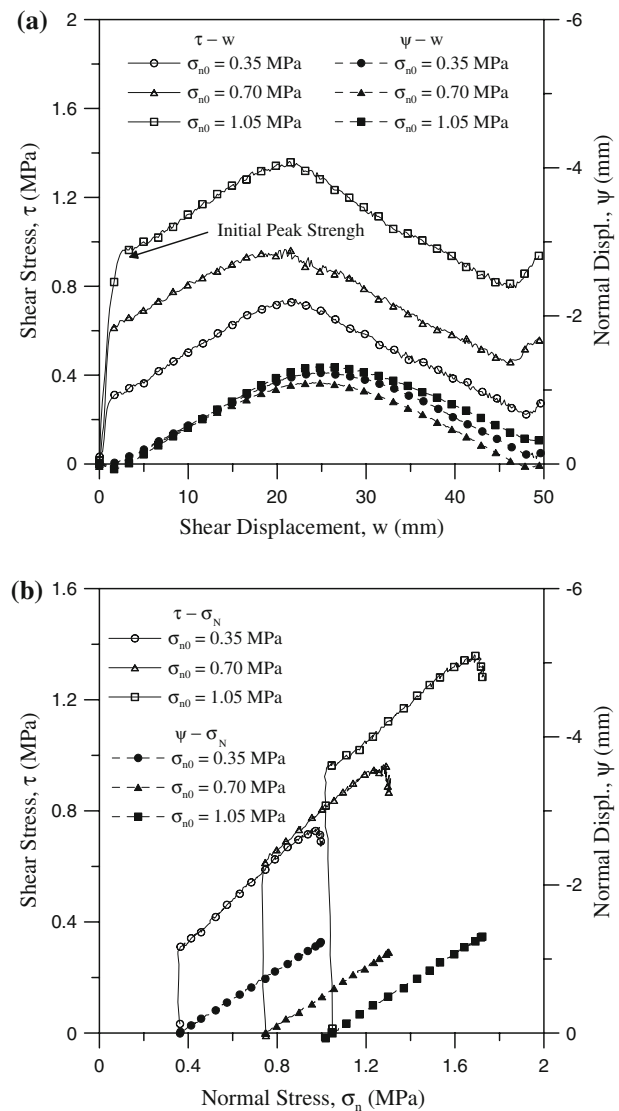 (a)
2
1.6
1.2
0.8
0.4
0
Shear Stress, τ (MPa)
τ – w
σn0 = 0.35 MPa
σn0 = 0.70 MPa
σn0 = 1.05 MPa
ψ – w
σn0 = 0.35 MPa
σn0 = 0.70 MPa
σn0 = 1.05 MPa
Initial Peak Strengh
-6
-4
-2
0
Normal Displ., ψ (mm)
0 10 20 30 40 50
Shear Displacement, w (mm)
(b)
1.6
1.2
0.8
0.4
0
Shear Stress, τ (MPa)
τ – σN
σn0 = 0.35 MPa
σn0 = 0.70 MPa
σn0 = 1.05 MPa
ψ – σN
σn0 = 0.35 MPa
σn0 = 0.70 MPa
σn0 = 1.05 MPa
-6
-4
-2
0
Normal Displ., ψ (mm)
0 0.4 0.8 1.2 1.6 2
Normal Stress, σn (MPa)